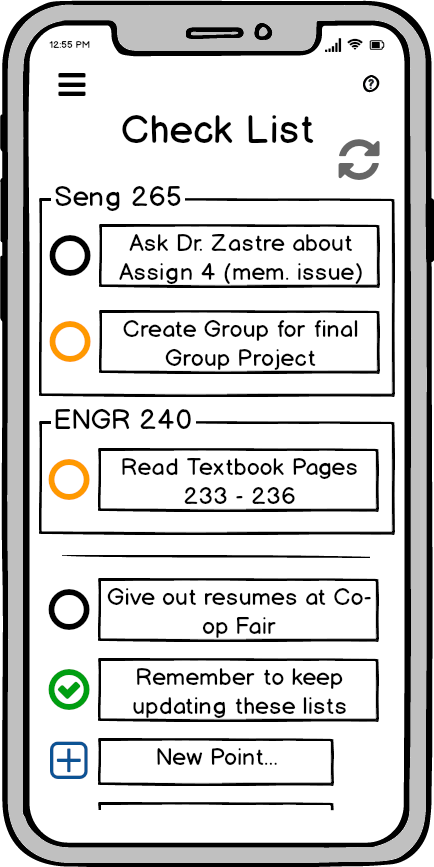 12:55 PM
?
Check List
Seng 265
Ask Dr. Zastre about
Assign 4 (mem. issue)
Create Group for final
Group Project
ENGR 240
Read Textbook Pages
233 - 236
Give out resumes at Co-
op Fair
Remember to keep
updating these lists
New Point...